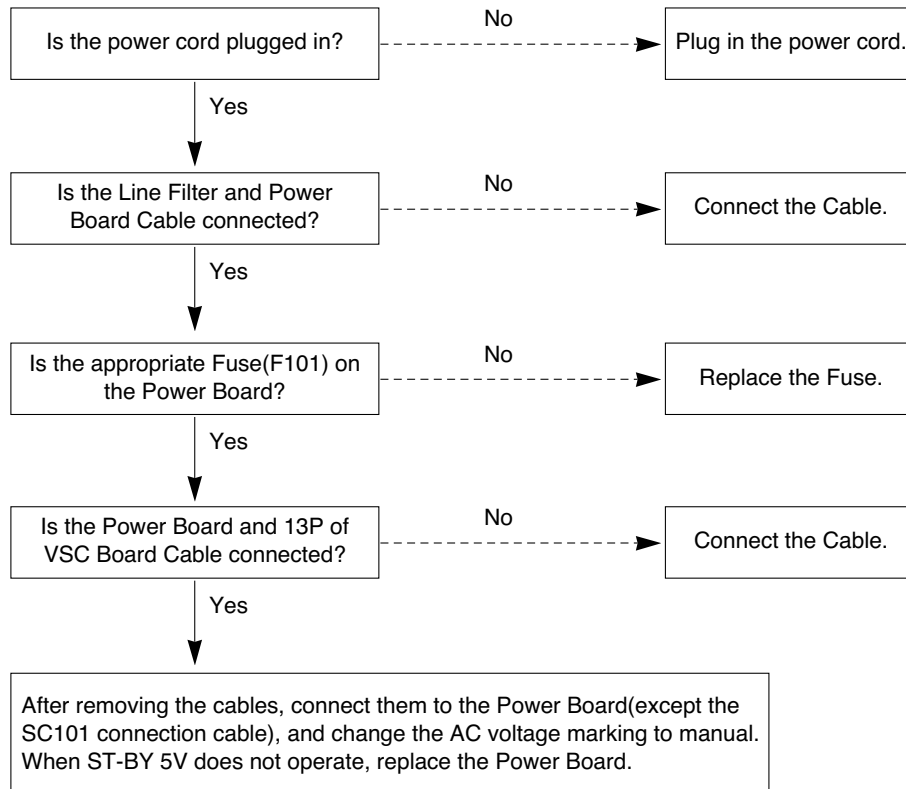 Is the power cord plugged in?
No
Plug in the power cord.
Yes
Is the Line Filter and Power
Board Cable connected?
No
Connect the Cable.
Yes
Is the appropriate Fuse(F101) on
the Power Board?
No
Replace the Fuse.
Yes
Is the Power Board and 13P of
VSC Board Cable connected?
No
Connect the Cable.
Yes
After removing the cables, connect them to the Power Board(except the
SC101 connection cable), and change the AC voltage marking to manual.
When ST-BY 5V does not operate, replace the Power Board.